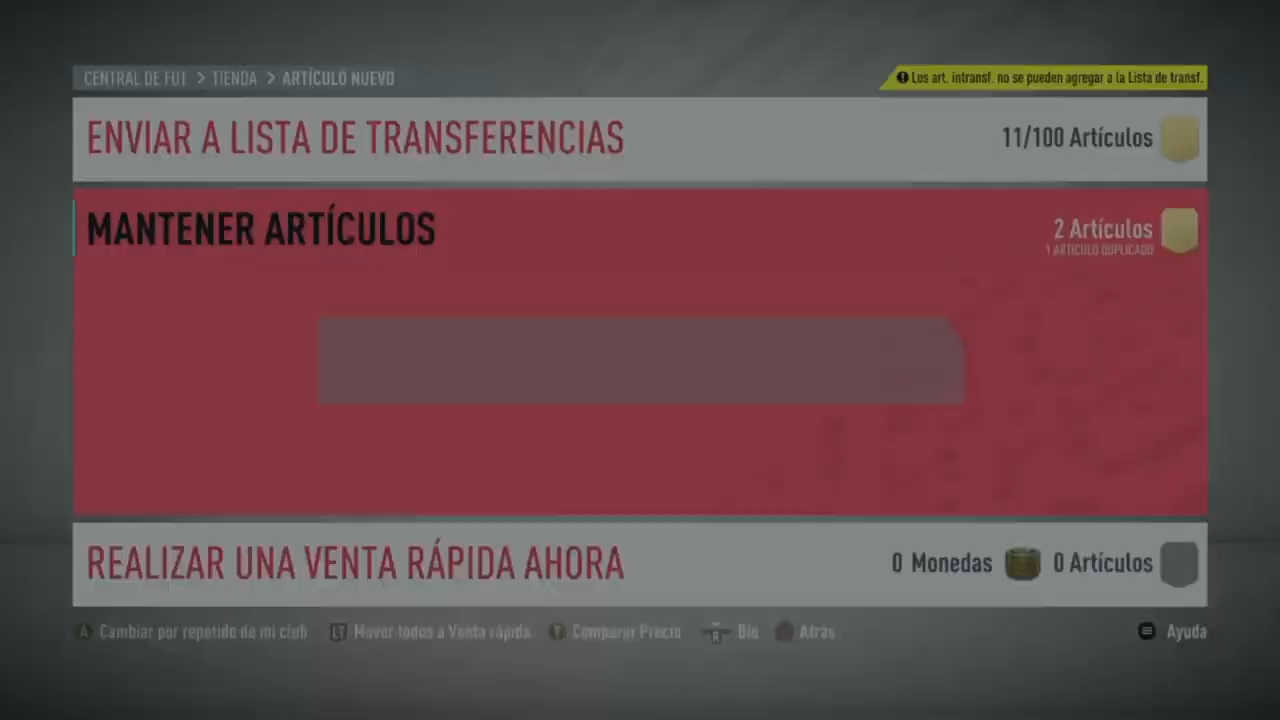 CENTRAL DE FUT > TIENDA > ARTÍCULO NUEVO
Los art. intransf. no se pueden agregar a la Lista de transf.
ENVIAR A LISTA DE TRANSFERENCIAS
11/100 Artículos
MANTENER ARTÍCULOS
2 Artículos
1 ARTÍCULO DUPLICADO
REALIZAR UNA VENTA RÁPIDA AHORA
0 Monedas
0 Artículos
A Cambiar por repetido de mi club LT Mover todos a Venta rápida Y Comparar Precio R Bio Atrás
Ayuda